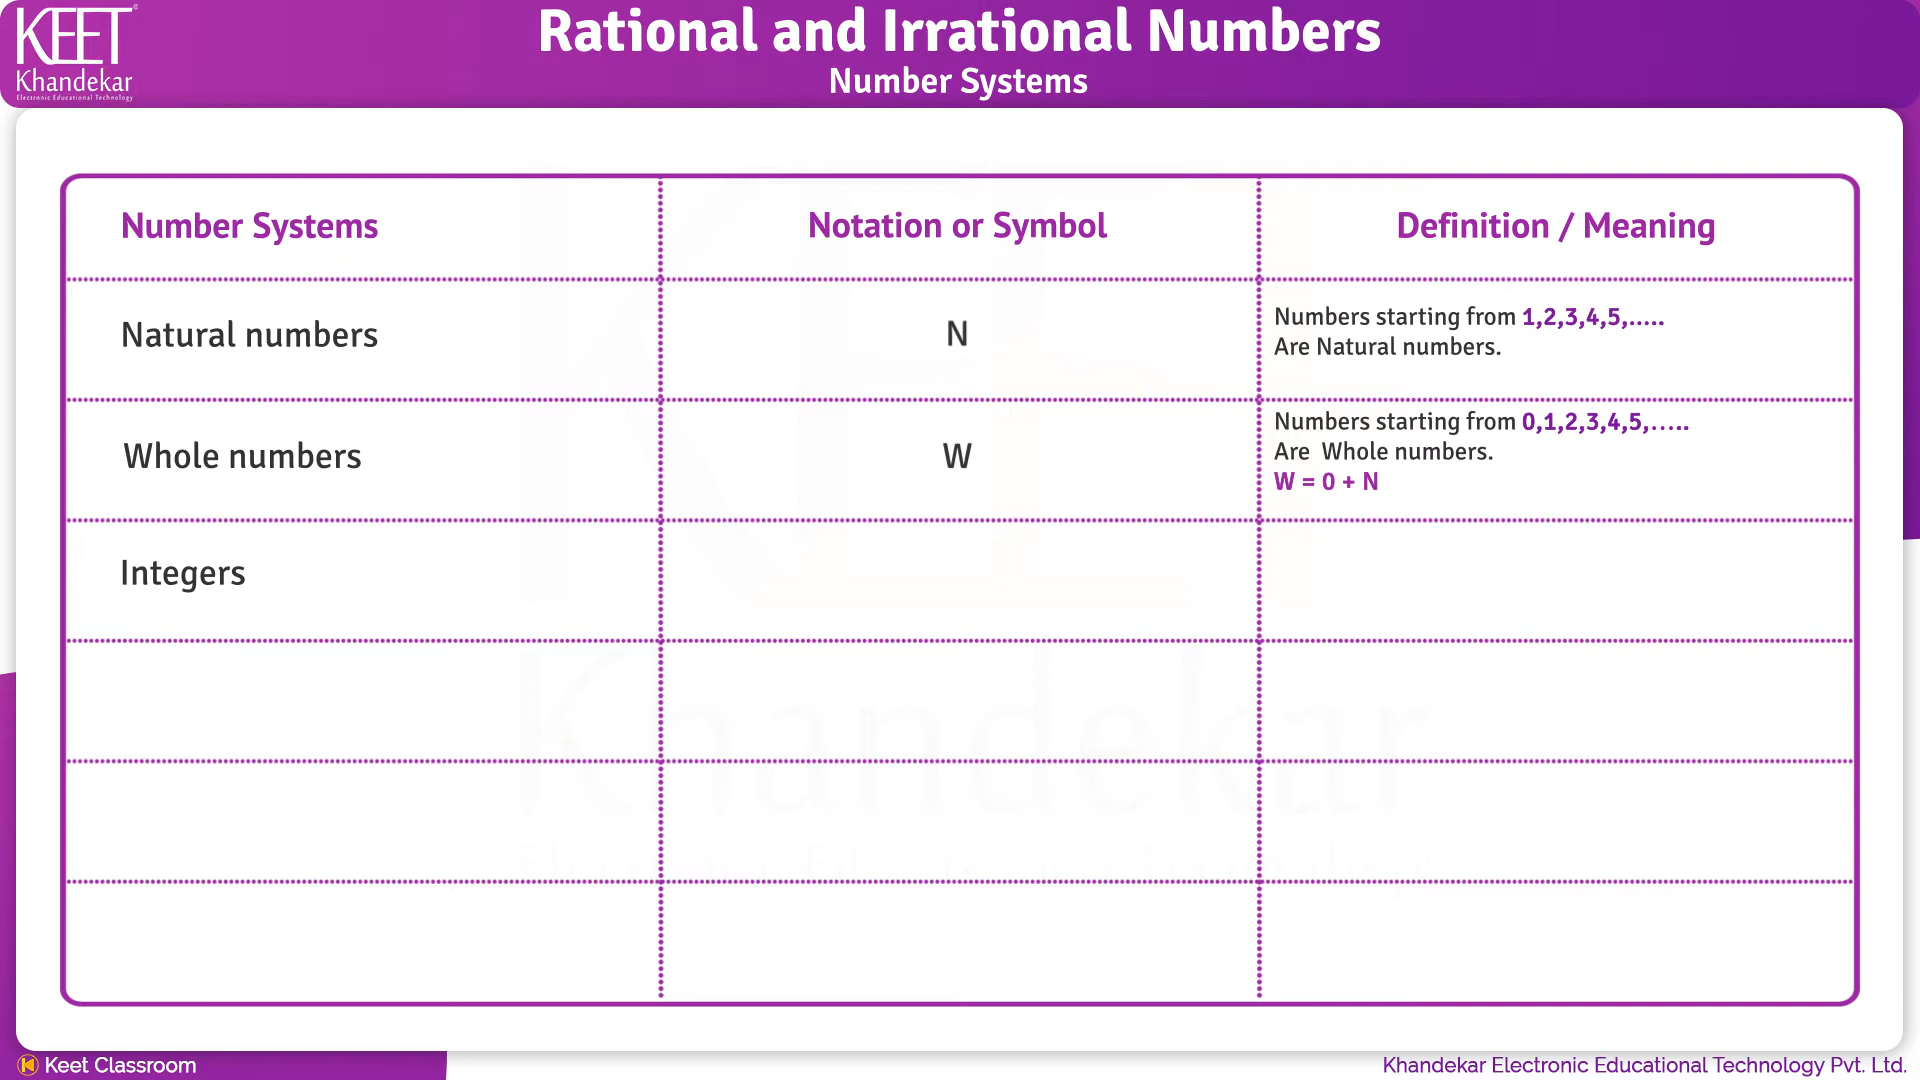 KEET
Khandekar
Electronic Educational Technology
Rational and Irrational Numbers
Number Systems
Number Systems
Notation or Symbol
Definition / Meaning
Natural numbers
N
Numbers starting from 1,2,3,4,5,.....
Are Natural numbers.
Whole numbers
W
Numbers starting from 0,1,2,3,4,5,.....
Are Whole numbers.
W = 0 + N
Integers
Khandekar
Keet Classroom
Khandekar Electronic Educational Technology Pvt. Ltd.